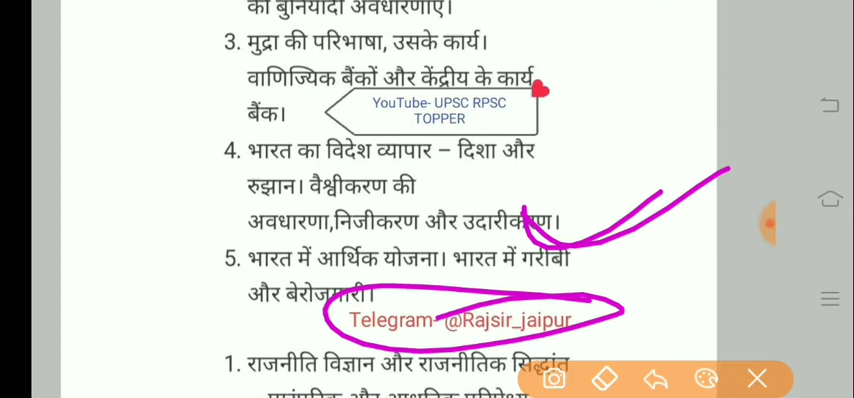 की बुनियादी अवधारणाएं।
3. मुद्रा की परिभाषा, उसके कार्य।
वाणिज्यिक बैंकों और केंद्रीय के कार्य
बैंक।
YouTube- UPSC RPSC
TOPPER
4. भारत का विदेश व्यापार – दिशा और
रुझान। वैश्वीकरण की
अवधारणा,निजीकरण और उदारीकरण।
5. भारत में आर्थिक योजना। भारत में गरीबी
और बेरोजगारी।
Telegram- @Rajsir_jaipur
1. राजनीति विज्ञान और राजनीतिक सिद्धांत